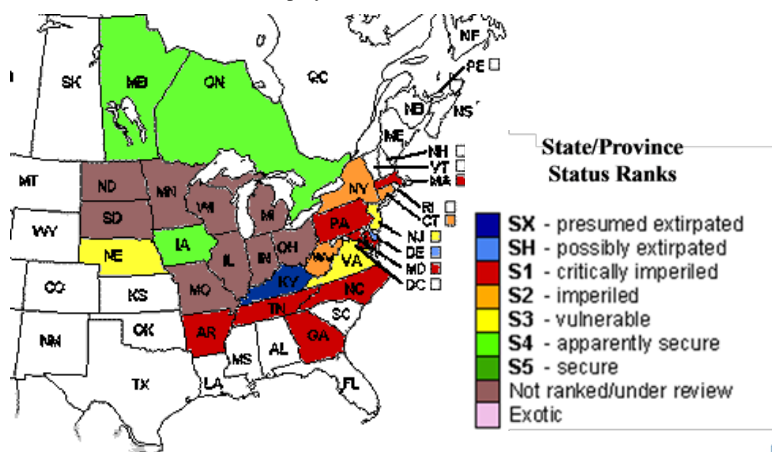 NF
SK
MB
ON
QC
PE
NB
NS
ME
NH
VT
MA
MT
ND
MN
WI
MI
NY
RI
CT
SD
PA
NJ
WY
NE
IA
IL
IN
OH
WV
VA
DE
MD
DC
CO
KS
MO
KY
NC
TN
NM
OK
AR
SC
MS
AL
GA
TX
LA
FL
State/Province
Status Ranks
SX - presumed extirpated
SH - possibly extirpated
S1 - critically imperiled
S2 - imperiled
S3 - vulnerable
S4 - apparently secure
S5 - secure
Not ranked/under review
Exotic